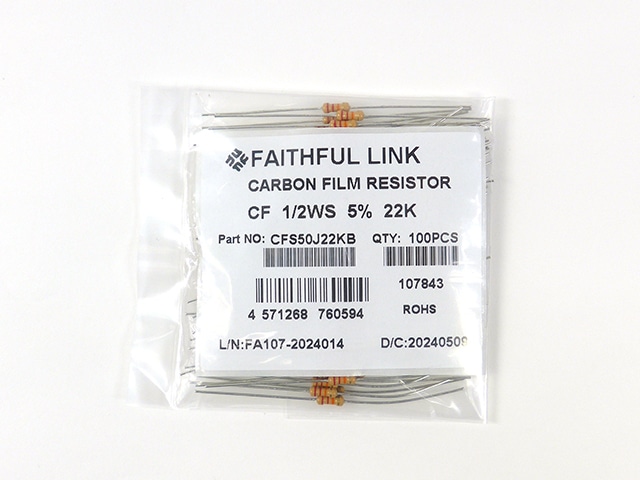 FAITHFUL LINK
CARBON FILM RESISTOR
CF 1/2WS 5% 22K
Part NO: CFS50J22KB QTY: 100PCS
107843
4 571268 760594 ROHS
L/N:FA107-2024014 D/C:20240509